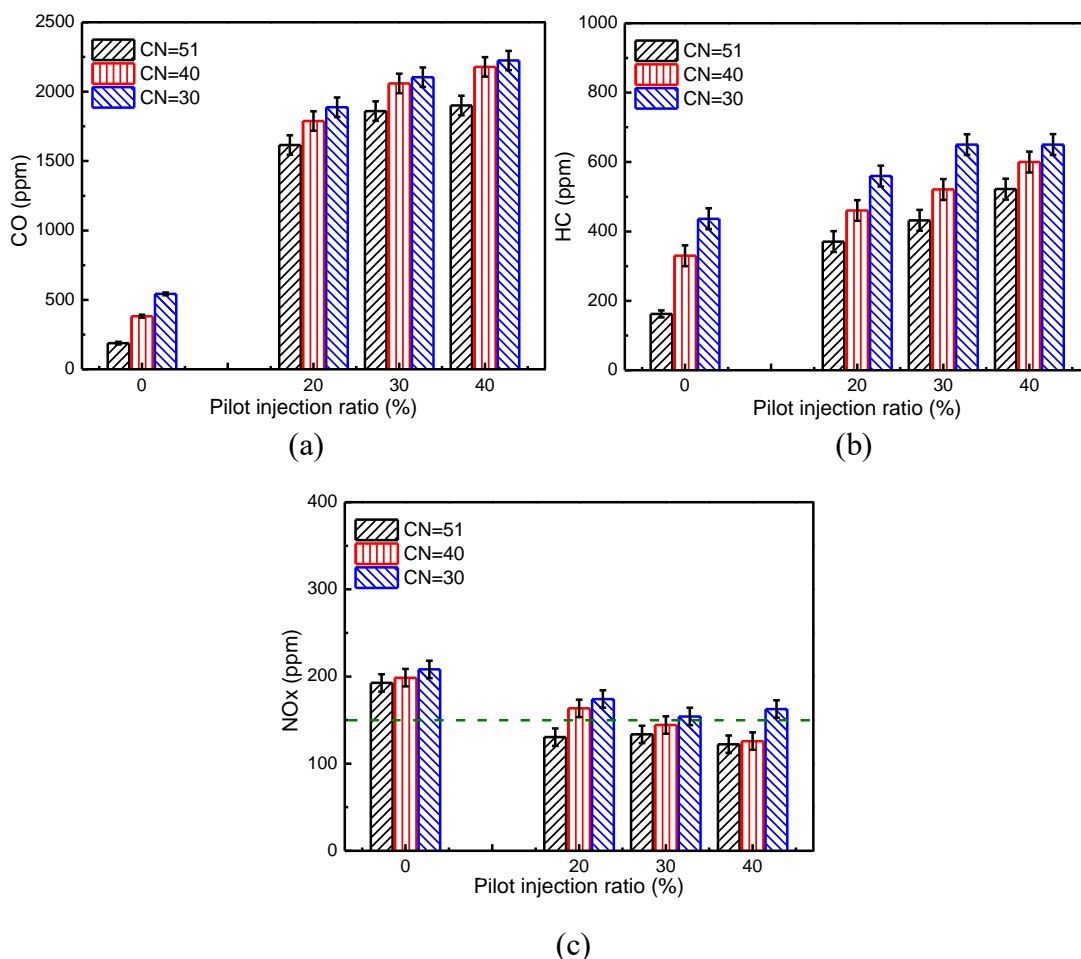 2500
2000
1500
1000
500
0
CO (ppm)
CN=51
CN=40
CN=30
0
20
30
40
Pilot injection ratio (%)
(a)
1000
800
600
400
200
0
HC (ppm)
CN=51
CN=40
CN=30
0
20
30
40
Pilot injection ratio (%)
(b)
400
300
200
100
0
NOx (ppm)
CN=51
CN=40
CN=30
0
20
30
40
Pilot injection ratio (%)
(c)